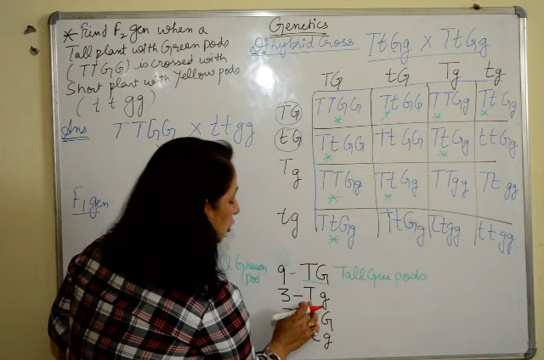 Genetics
* Find F2 gen when a
Tall plant with Green pods
(TTGG) is crossed with
Short plant with Yellow pods
(ttgg)
Ans TTGG × ttgg
F1 gen
Dihybrid Cross TtGg × TtGg
TG tG Tg tg
TG TTGG TtGG TTGg TtGg
tG TtGG TtGG TtGg ttGg
Tg TTGg TtGg TTgg Ttgg
tg TtGg TtGg ttgg ttgg
9 - TG Tall Gree pods
3 - Tg
G
g